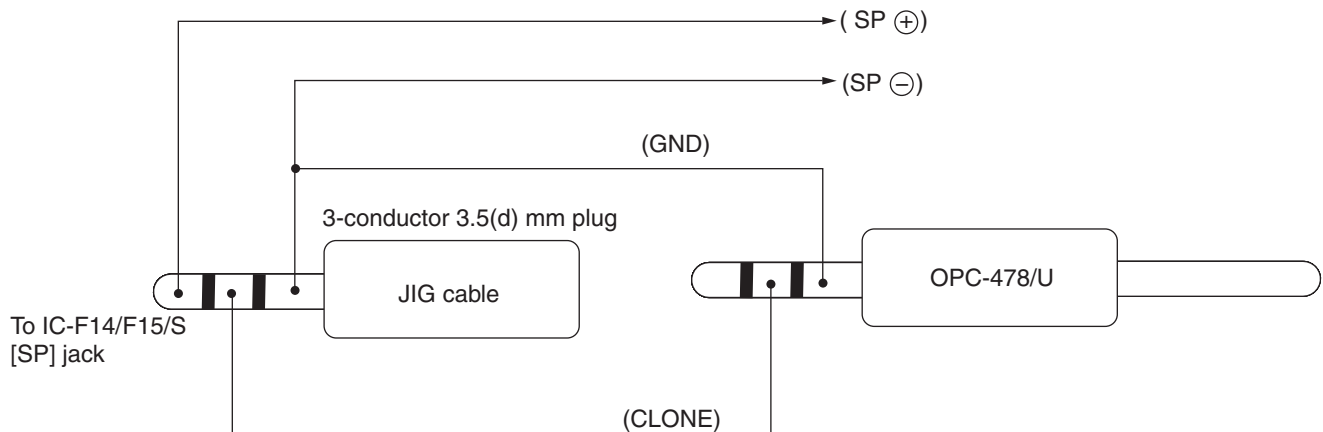 ( SP ⊕)
(SP ⊖)
(GND)
3-conductor 3.5(d) mm plug
JIG cable
OPC-478/U
To IC-F14/F15/S
[SP] jack
(CLONE)